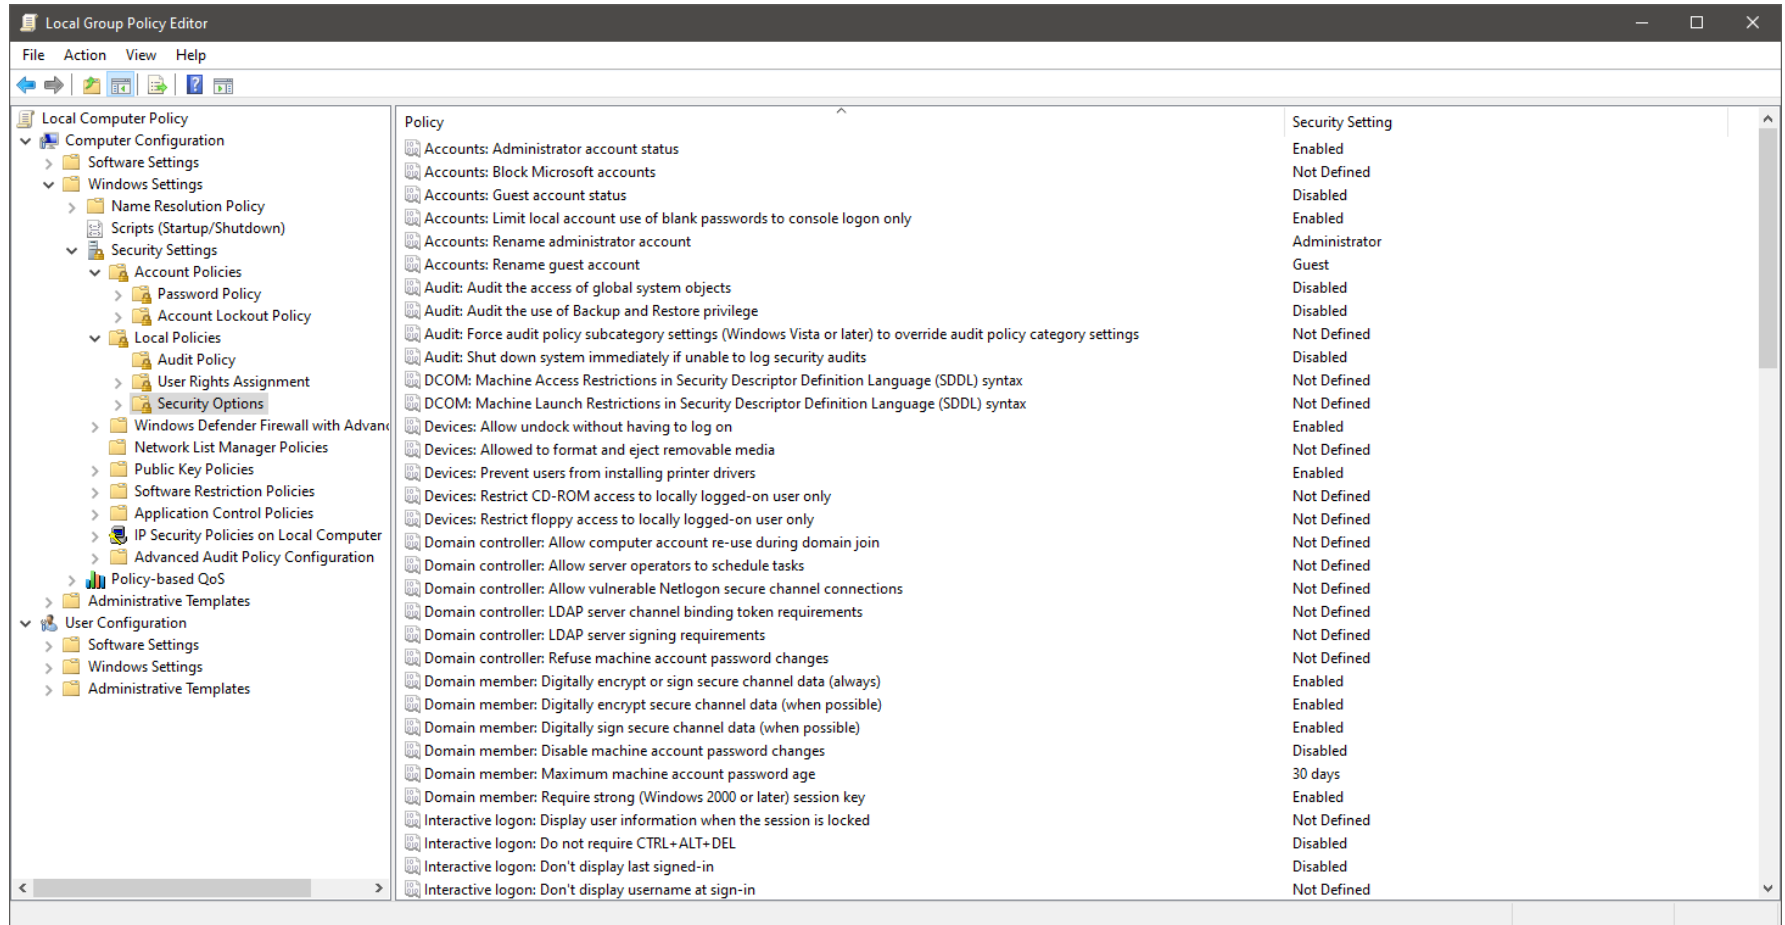 Local Group Policy Editor
File Action View Help
Local Computer Policy
Computer Configuration
Software Settings
Windows Settings
Name Resolution Policy
Scripts (Startup/Shutdown)
Security Settings
Account Policies
Password Policy
Account Lockout Policy
Local Policies
Audit Policy
User Rights Assignment
Security Options
Windows Defender Firewall with Advan
Network List Manager Policies
Public Key Policies
Software Restriction Policies
Application Control Policies
IP Security Policies on Local Computer
Advanced Audit Policy Configuration
Policy-based QoS
Administrative Templates
User Configuration
Software Settings
Windows Settings
Administrative Templates
Policy Security Setting
Accounts: Administrator account status Enabled
Accounts: Block Microsoft accounts Not Defined
Accounts: Guest account status Disabled
Accounts: Limit local account use of blank passwords to console logon only Enabled
Accounts: Rename administrator account Administrator
Accounts: Rename guest account Guest
Audit: Audit the access of global system objects Disabled
Audit: Audit the use of Backup and Restore privilege Disabled
Audit: Force audit policy subcategory settings (Windows Vista or later) to override audit policy category settings Not Defined
Audit: Shut down system immediately if unable to log security audits Disabled
DCOM: Machine Access Restrictions in Security Descriptor Definition Language (SDDL) syntax Not Defined
DCOM: Machine Launch Restrictions in Security Descriptor Definition Language (SDDL) syntax Not Defined
Devices: Allow undock without having to log on Enabled
Devices: Allowed to format and eject removable media Not Defined
Devices: Prevent users from installing printer drivers Enabled
Devices: Restrict CD-ROM access to locally logged-on user only Not Defined
Devices: Restrict floppy access to locally logged-on user only Not Defined
Domain controller: Allow computer account re-use during domain join Not Defined
Domain controller: Allow server operators to schedule tasks Not Defined
Domain controller: Allow vulnerable Netlogon secure channel connections Not Defined
Domain controller: LDAP server channel binding token requirements Not Defined
Domain controller: LDAP server signing requirements Not Defined
Domain controller: Refuse machine account password changes Not Defined
Domain member: Digitally encrypt or sign secure channel data (always) Enabled
Domain member: Digitally encrypt secure channel data (when possible) Enabled
Domain member: Digitally sign secure channel data (when possible) Enabled
Domain member: Disable machine account password changes Disabled
Domain member: Maximum machine account password age 30 days
Domain member: Require strong (Windows 2000 or later) session key Enabled
Interactive logon: Display user information when the session is locked Not Defined
Interactive logon: Do not require CTRL+ALT+DEL Disabled
Interactive logon: Don't display last signed-in Disabled
Interactive logon: Don't display username at sign-in Not Defined